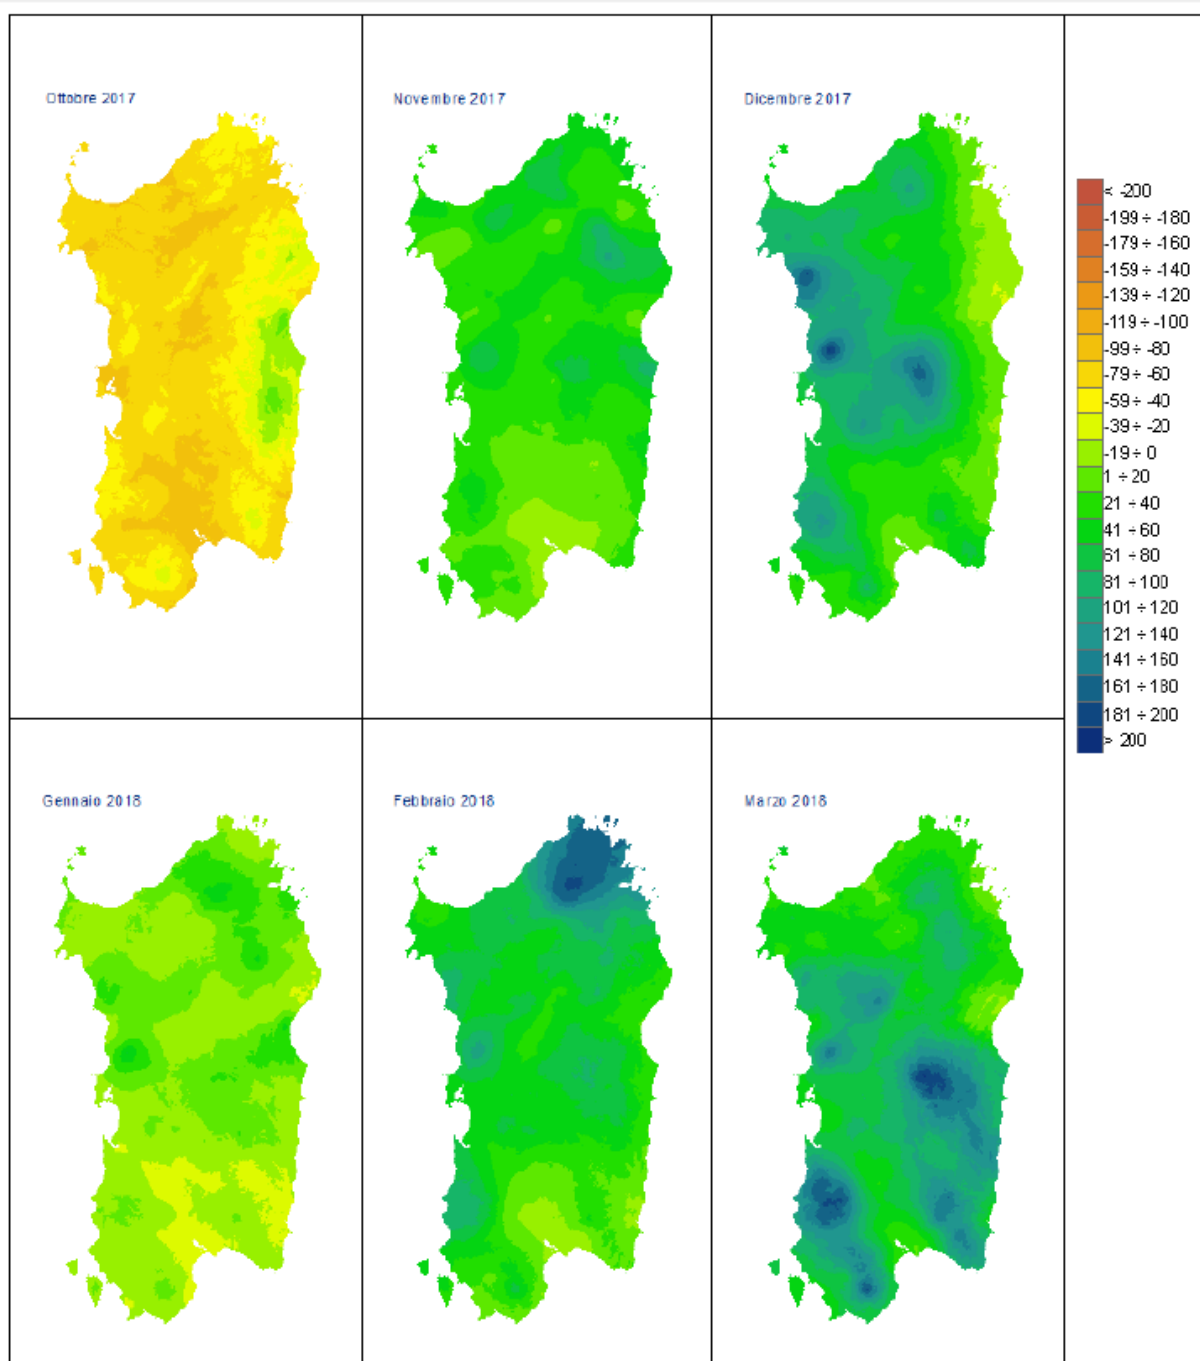 Ottobre 2017
Novembre 2017
Dicembre 2017
< -200
-199 ÷ -180
-179 ÷ -160
-159 ÷ -140
-139 ÷ -120
-119 ÷ -100
-99 ÷ -80
-79 ÷ -60
-59 ÷ -40
-39 ÷ -20
-19 ÷ 0
1 ÷ 20
21 ÷ 40
41 ÷ 60
61 ÷ 80
81 ÷ 100
101 ÷ 120
121 ÷ 140
141 ÷ 160
161 ÷ 180
181 ÷ 200
> 200
Gennaio 2018
Febbraio 2018
Marzo 2018